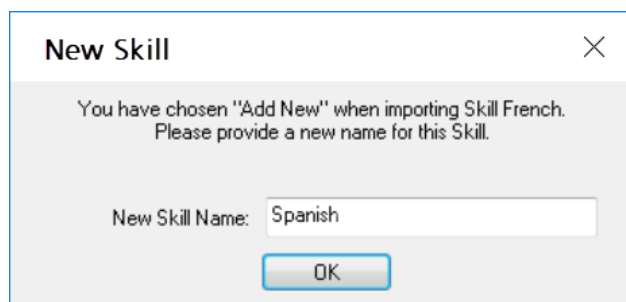 New Skill
You have chosen "Add New" when importing Skill French.
Please provide a new name for this Skill.
New Skill Name:
Spanish
OK